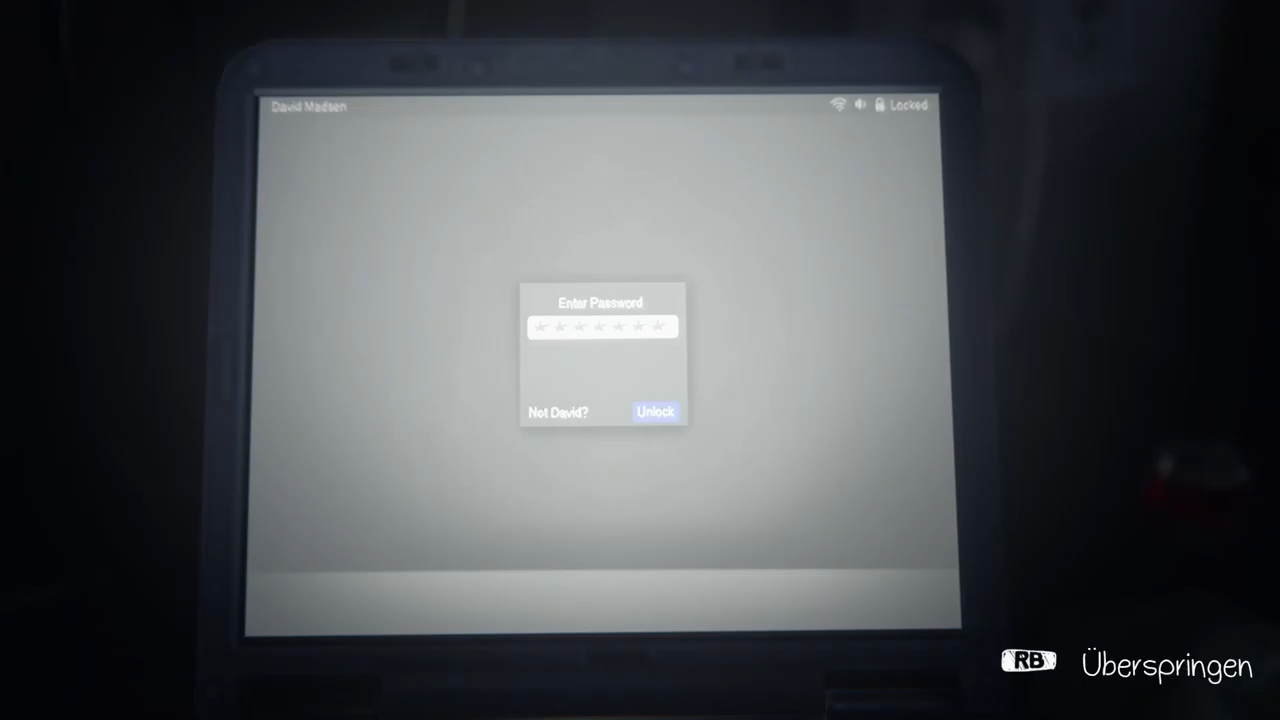 David Madsen
Locked
Enter Password
*******
Not David?
Unlock
RB Überspringen